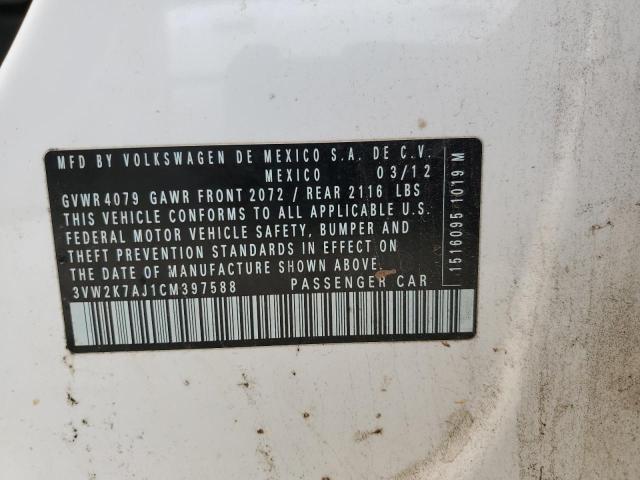 MFD BY VOLKSWAGEN DE MEXICO S.A. DE C.V.
MEXICO 03/12
GVWR 4079 GAWR FRONT 2072 / REAR 2116 LBS
THIS VEHICLE CONFORMS TO ALL APPLICABLE U.S.
FEDERAL MOTOR VEHICLE SAFETY, BUMPER AND
THEFT PREVENTION STANDARDS IN EFFECT ON
THE DATE OF MANUFACTURE SHOWN ABOVE.
3VW2K7AJ1CM397588 PASSENGER CAR
1516095 1019 M